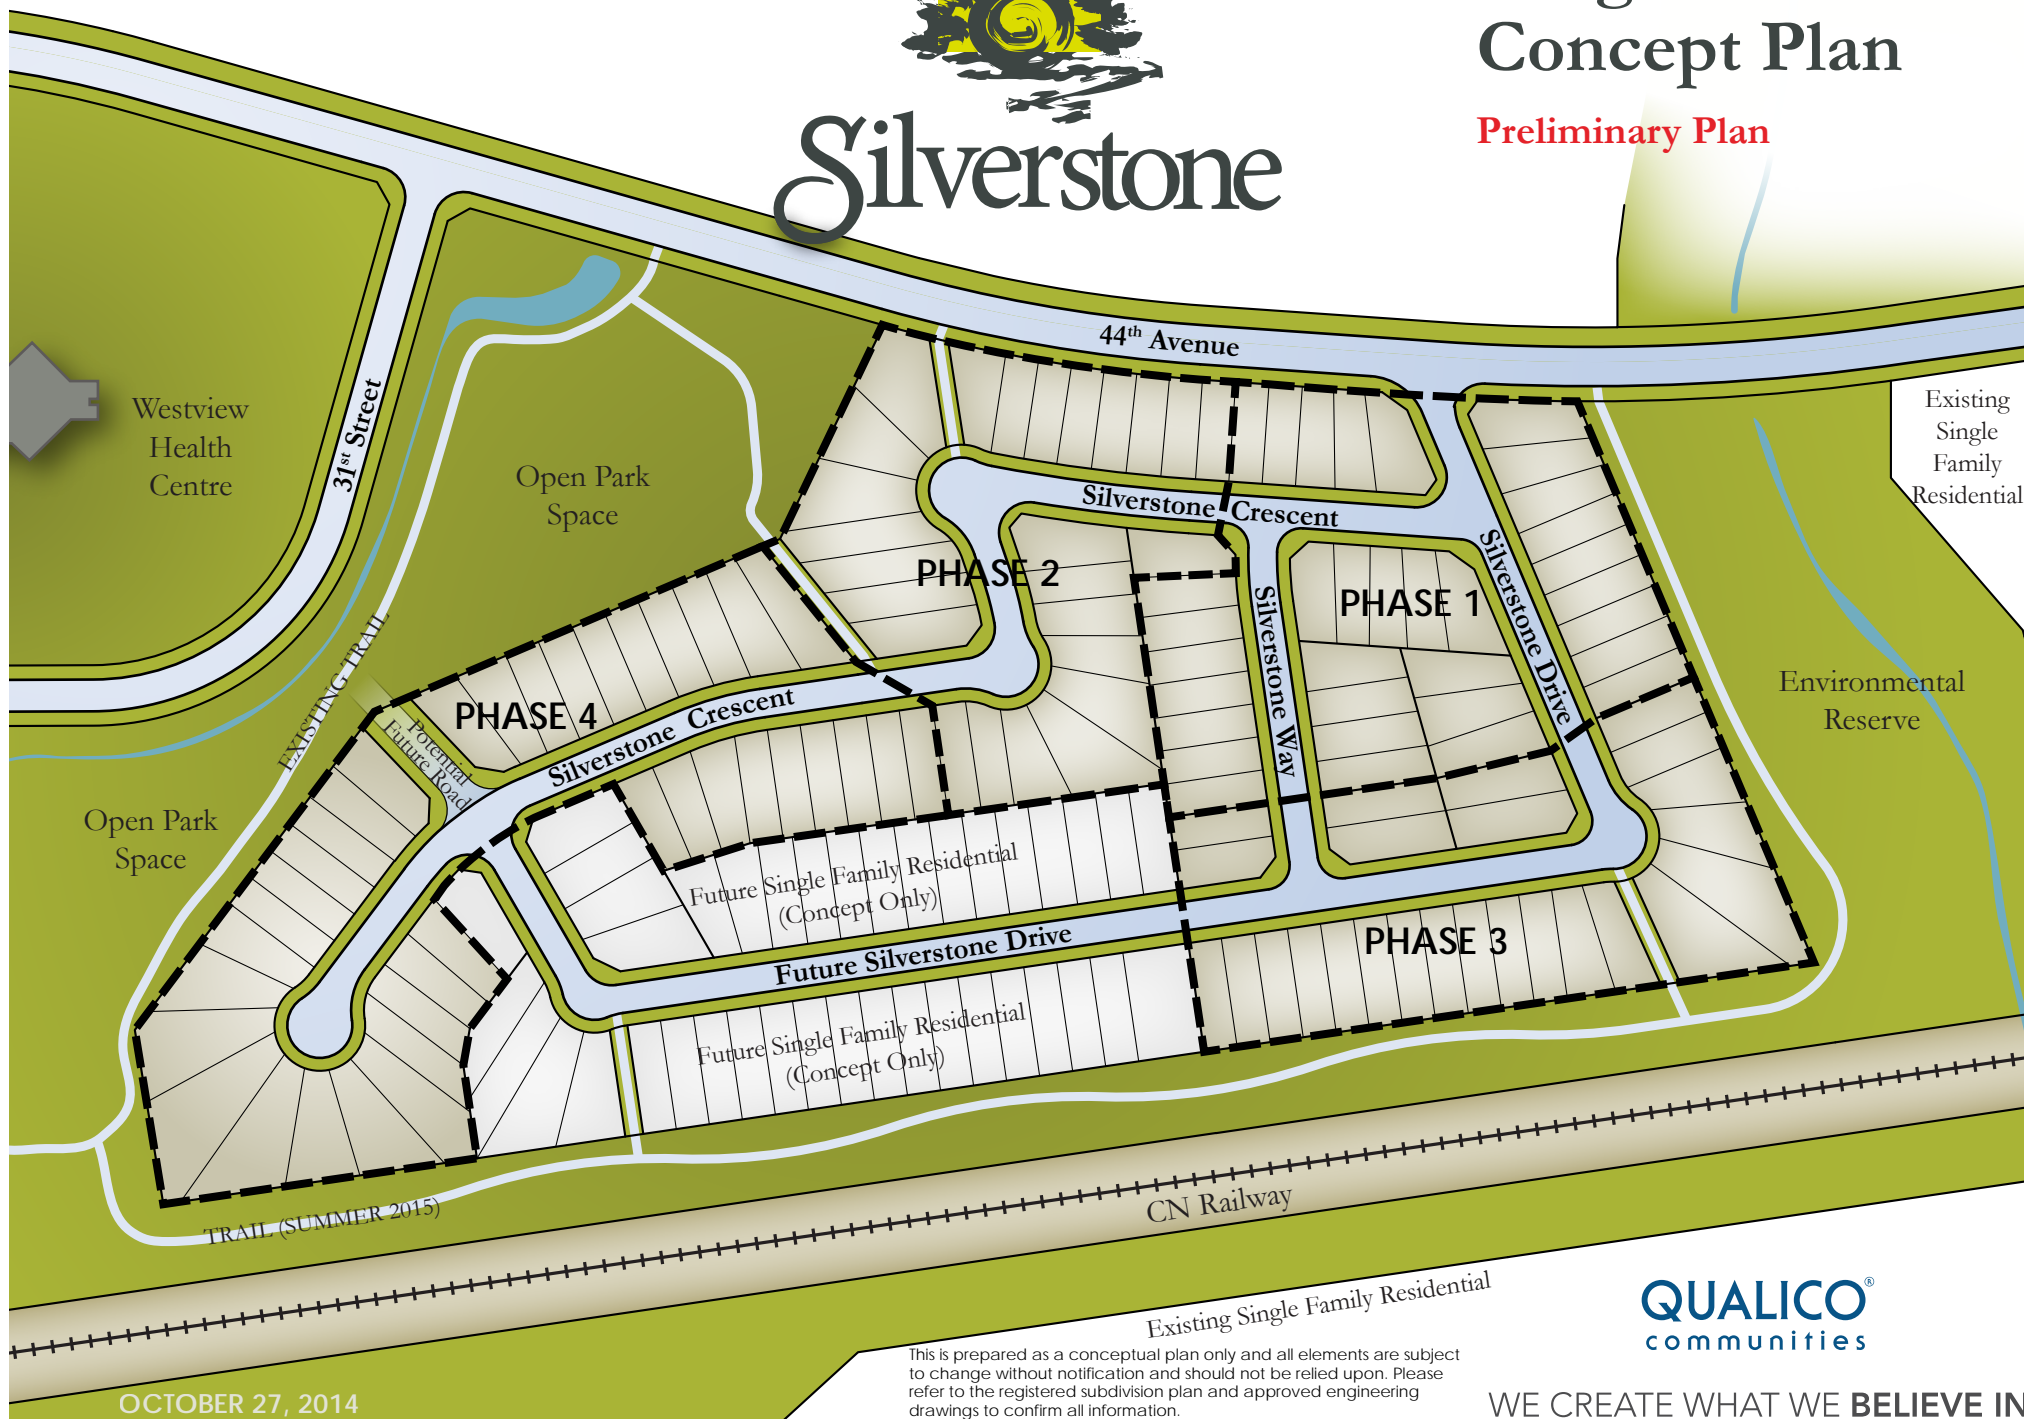 Concept Plan
Preliminary Plan
Silverstone
44th Avenue
31st Street
Westview
Health
Centre
Open Park
Space
Existing
Single
Family
Residential
Silverstone Crescent
PHASE 2
PHASE 1
Silverstone Drive
Silverstone Way
Environmental
Reserve
EXISTING TRAIL
PHASE 4
Silverstone Crescent
Potential
Future Road
Open Park
Space
Future Single Family Residential
(Concept Only)
Future Silverstone Drive
PHASE 3
Future Single Family Residential
(Concept Only)
TRAIL (SUMMER 2015)
CN Railway
Existing Single Family Residential
QUALICO®
communities
This is prepared as a conceptual plan only and all elements are subject
to change without notification and should not be relied upon. Please
refer to the registered subdivision plan and approved engineering
drawings to confirm all information.
OCTOBER 27, 2014
WE CREATE WHAT WE BELIEVE IN